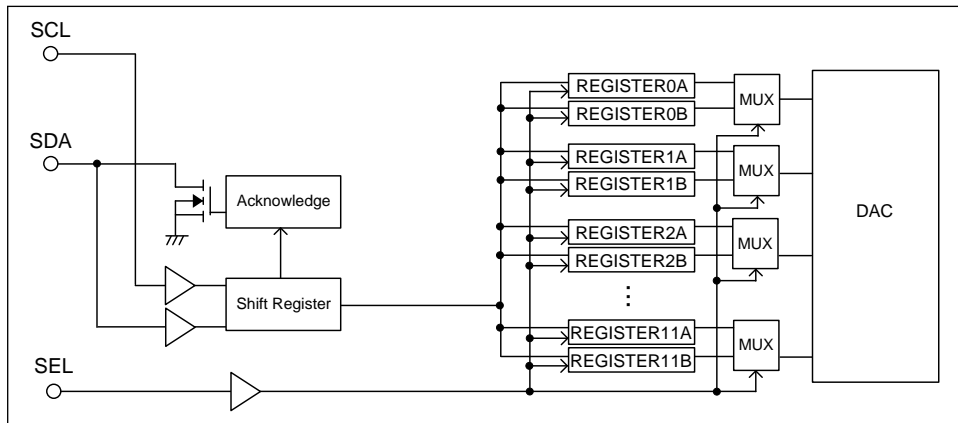 SCL
SDA
SEL
Acknowledge
Shift Register
REGISTER0A
REGISTER0B
REGISTER1A
REGISTER1B
REGISTER2A
REGISTER2B
⋮
REGISTER11A
REGISTER11B
MUX
MUX
MUX
MUX
DAC